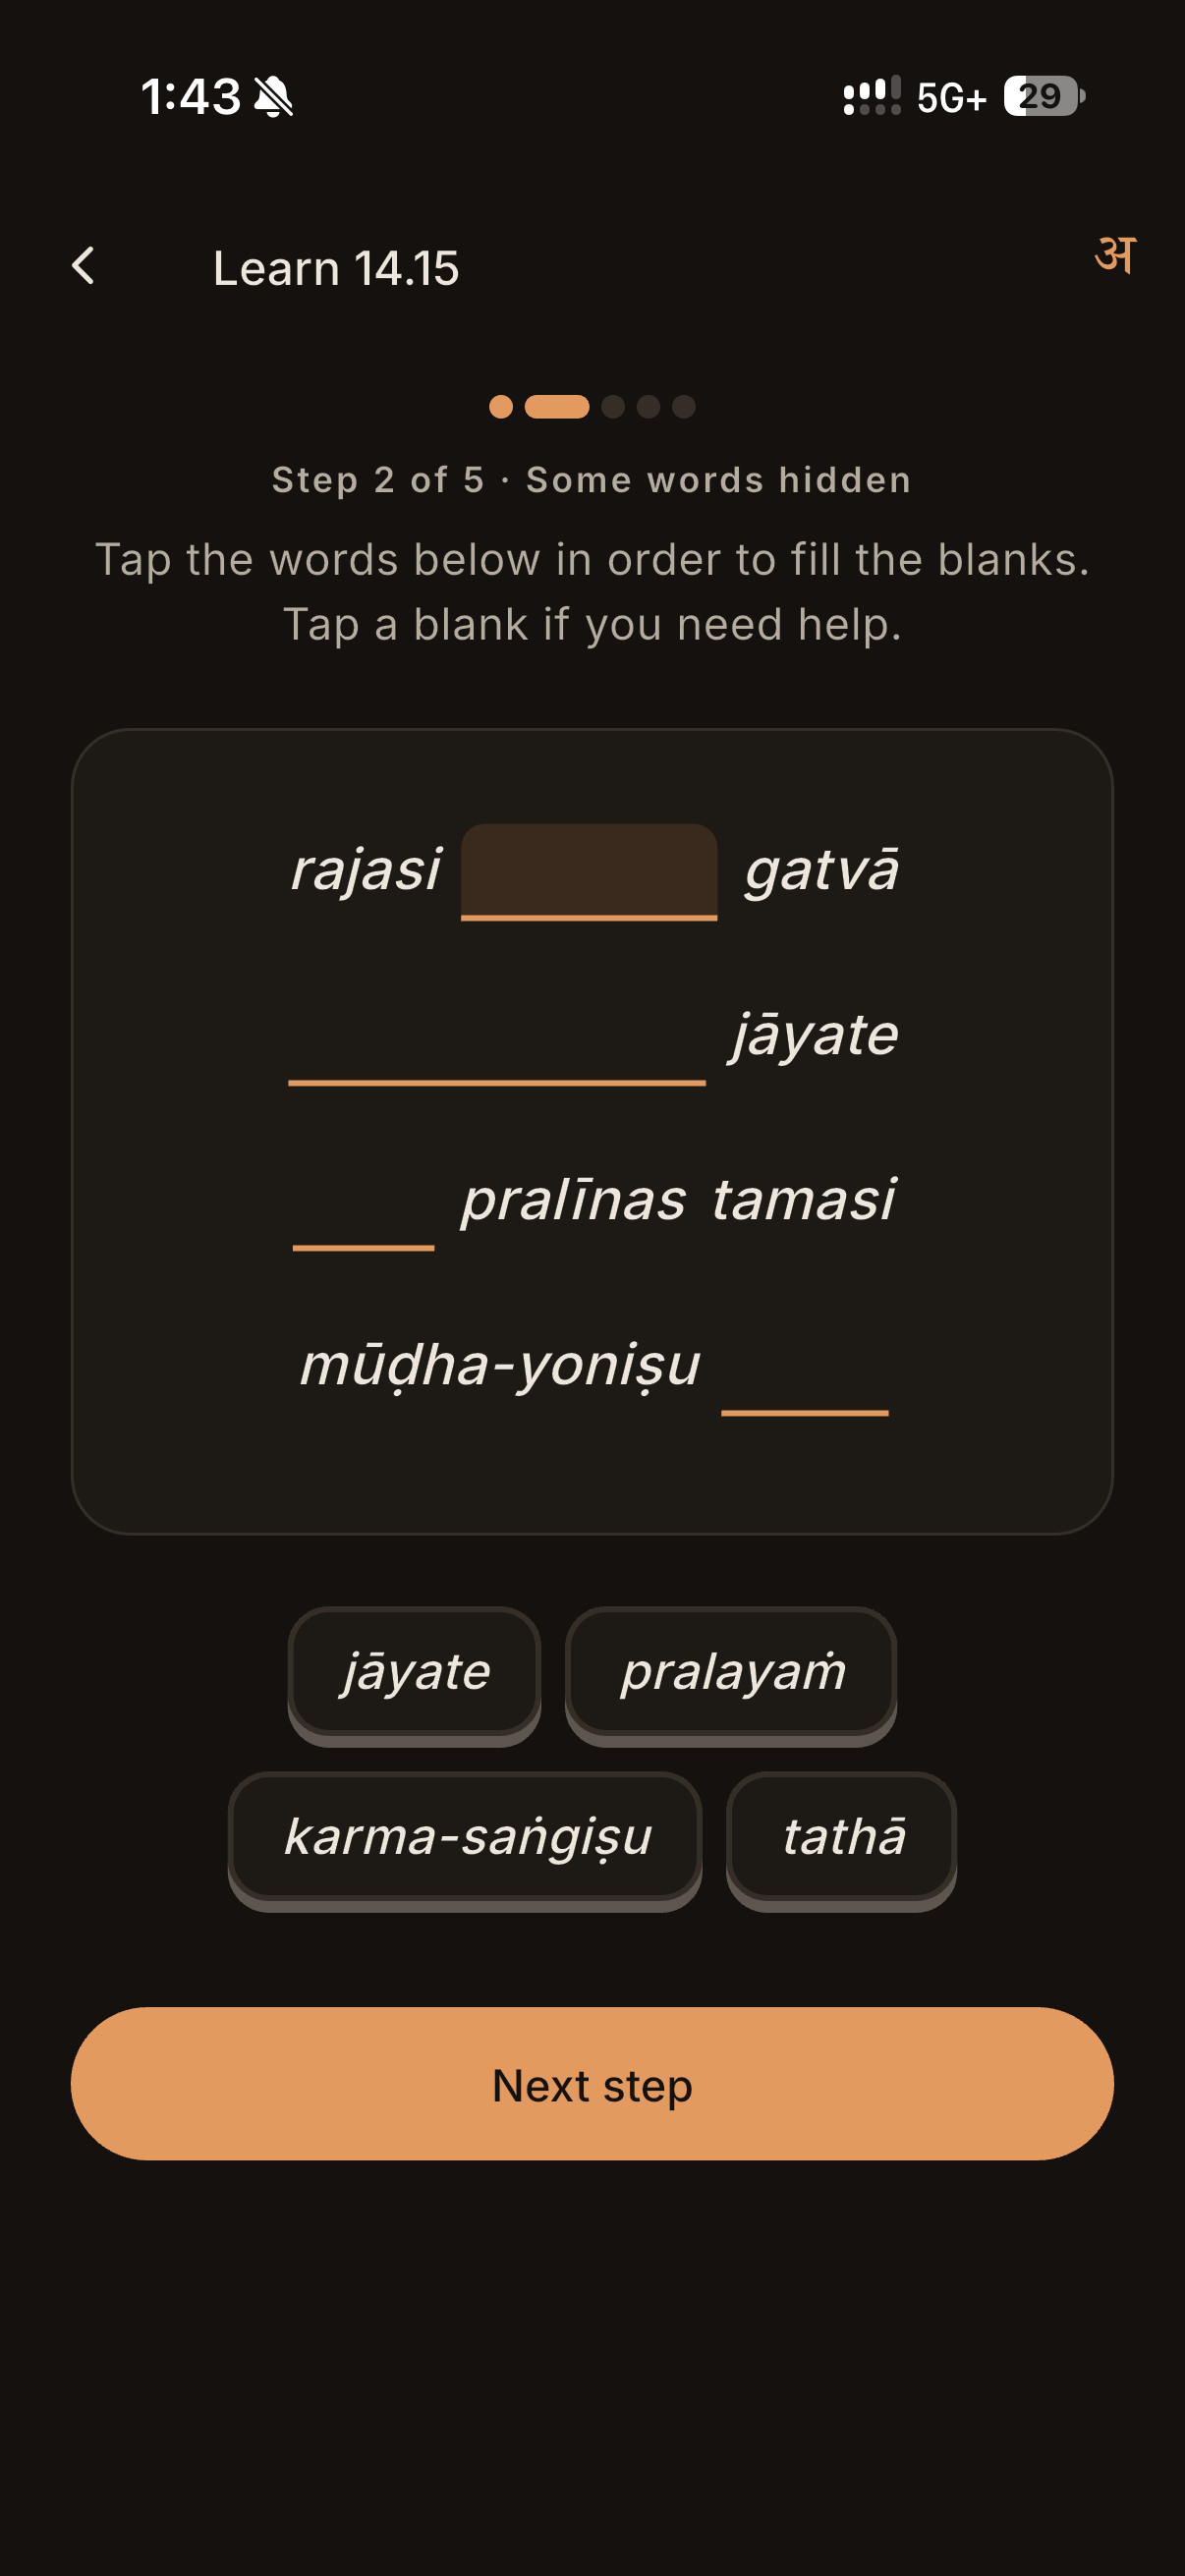 1:43 5G+ 29
Learn 14.15 अ
Step 2 of 5 · Some words hidden
Tap the words below in order to fill the blanks.
Tap a blank if you need help.
rajasi gatvā
jāyate
pralīnas tamasi
mūḍha-yoniṣu
jāyate pralayaṁ
karma-saṅgiṣu tathā
Next step